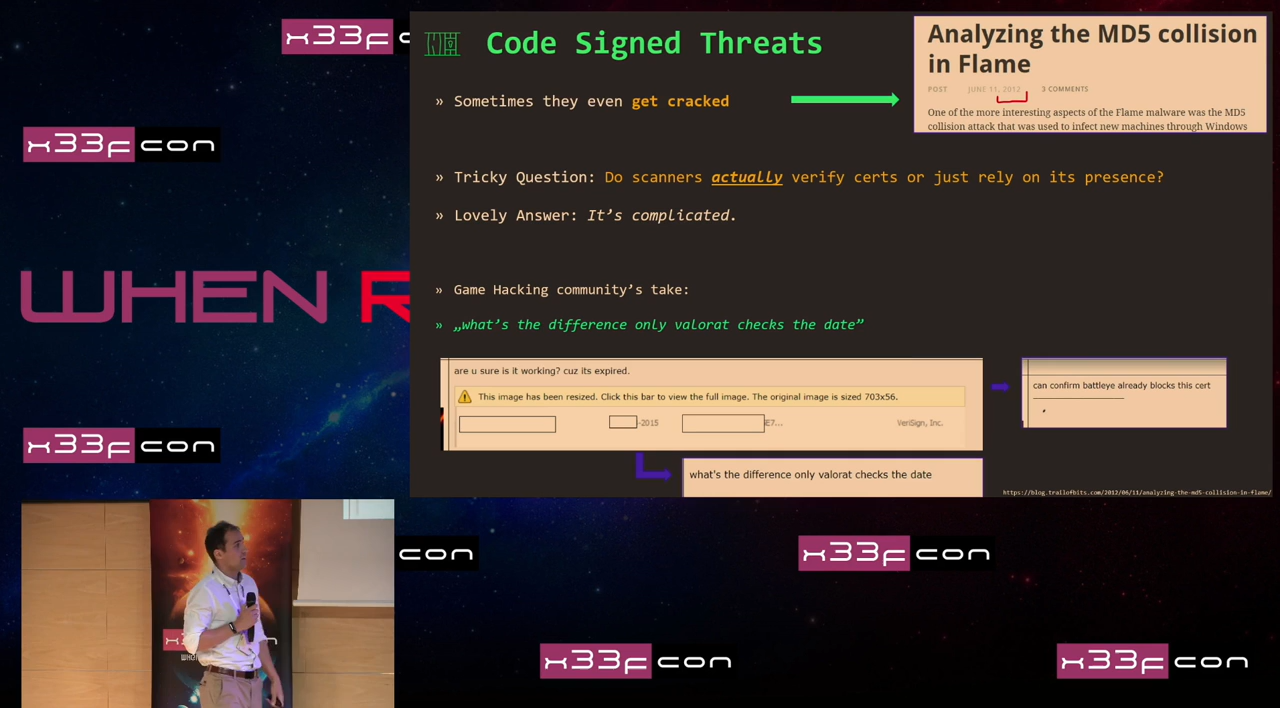 x33fcon
x33fcon
WHEN R
x33fcon
Code Signed Threats
» Sometimes they even get cracked
Analyzing the MD5 collision
in Flame
POST JUNE 11, 2012 3 COMMENTS
One of the more interesting aspects of the Flame malware was the MD5
collision attack that was used to infect new machines through Windows
» Tricky Question: Do scanners actually verify certs or just rely on its presence?
» Lovely Answer: It’s complicated.
» Game Hacking community’s take:
» „what’s the difference only valorat checks the date”
are u sure is it working? cuz its expired.
This image has been resized. Click this bar to view the full image. The original image is sized 703x56.
-2015 E7... VeriSign, Inc.
can confirm battleye already blocks this cert
what's the difference only valorat checks the date
https://blog.trailofbits.com/2012/06/11/analyzing-the-md5-collision-in-flame/
con
x33fcon
x33fcon
x33fcon